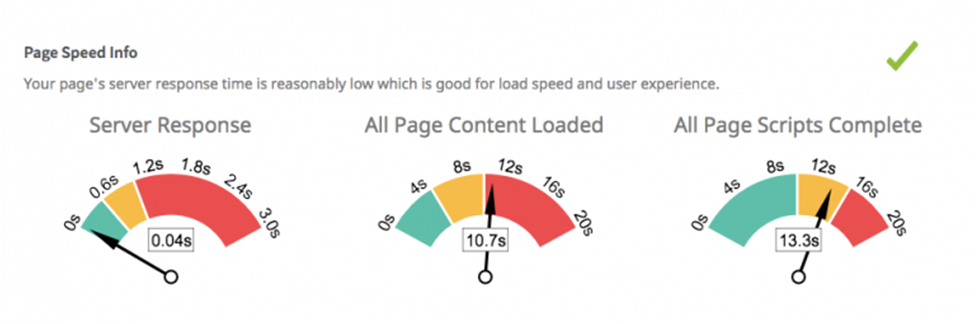 Page Speed Info
Your page's server response time is reasonably low which is good for load speed and user experience.
Server Response
0s
0.6s
1.2s
1.8s
2.4s
3.0s
0.04s
All Page Content Loaded
0s
4s
8s
12s
16s
20s
10.7s
All Page Scripts Complete
0s
4s
8s
12s
16s
20s
13.3s